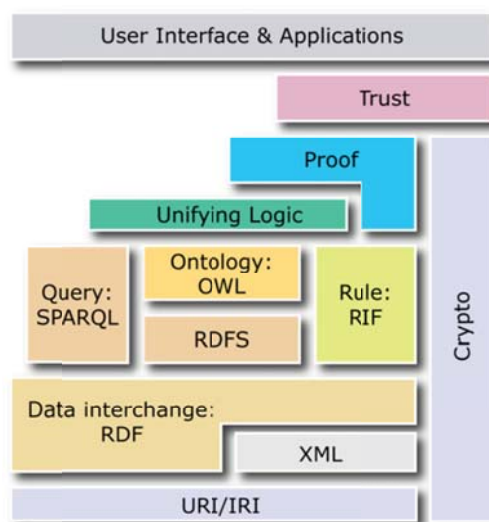 User Interface & Applications
Trust
Proof
Unifying Logic
Query:
SPARQL
Ontology:
OWL
RDFS
Rule:
RIF
Crypto
Data interchange:
RDF
XML
URI/IRI